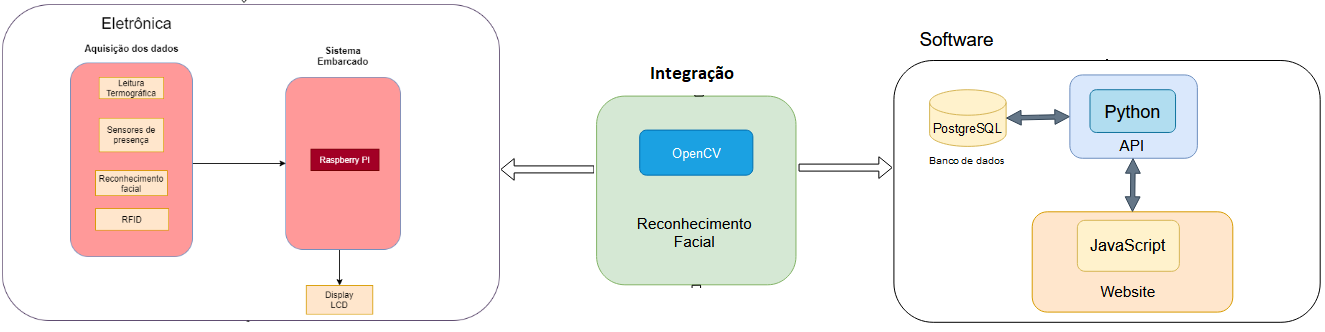 Eletrônica
Aquisição dos dados
Leitura
Termográfica
Sensores de
presença
Reconhecimento
facial
RFID
Sistema
Embarcado
Raspberry PI
Display
LCD
Integração
OpenCV
Reconhecimento
Facial
Software
PostgreSQL
Banco de dados
Python
API
JavaScript
Website